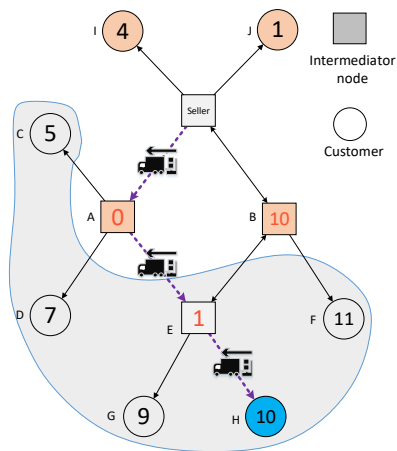 I 4
J 1
Intermediator
node
Seller
C 5
Customer
A 0
B 10
D 7
E 1
F 11
G 9
H 10